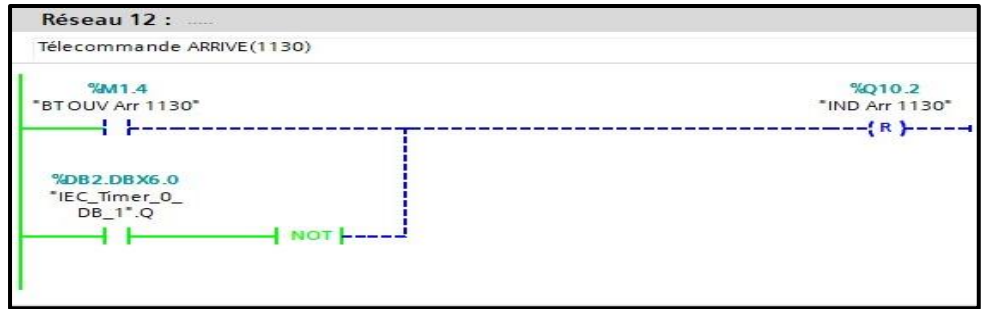 Réseau 12 : .....
Télecommande ARRIVE(1130)
%M1.4
"BT OUV Arr 1130"
%Q10.2
"IND Arr 1130"
R
%DB2.DBX6.0
"IEC_Timer_0_
DB_1".Q
NOT